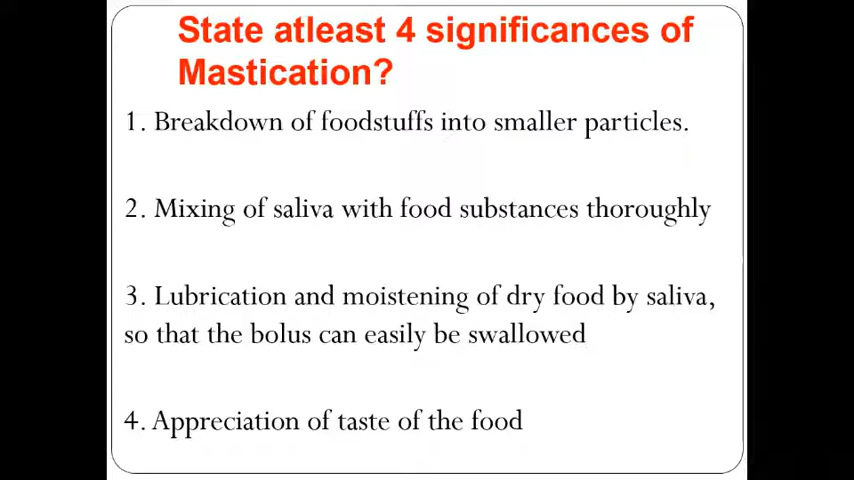 State atleast 4 significances of
Mastication?
1. Breakdown of foodstuffs into smaller particles.
2. Mixing of saliva with food substances thoroughly
3. Lubrication and moistening of dry food by saliva,
so that the bolus can easily be swallowed
4. Appreciation of taste of the food